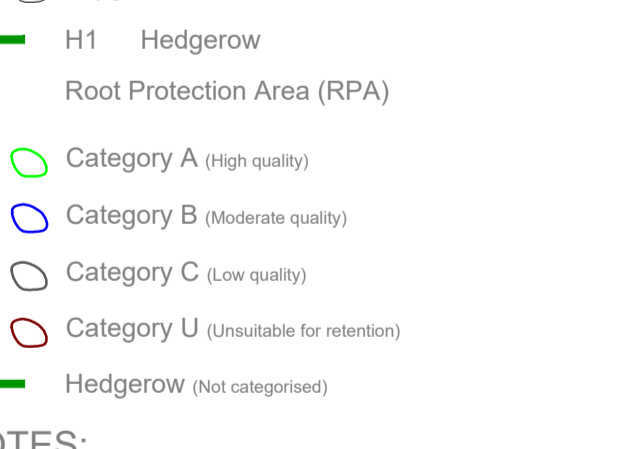 H1 Hedgerow
Root Protection Area (RPA)
Category A (High quality)
Category B (Moderate quality)
Category C (Low quality)
Category U (Unsuitable for retention)
Hedgerow (Not categorised)
OTES: